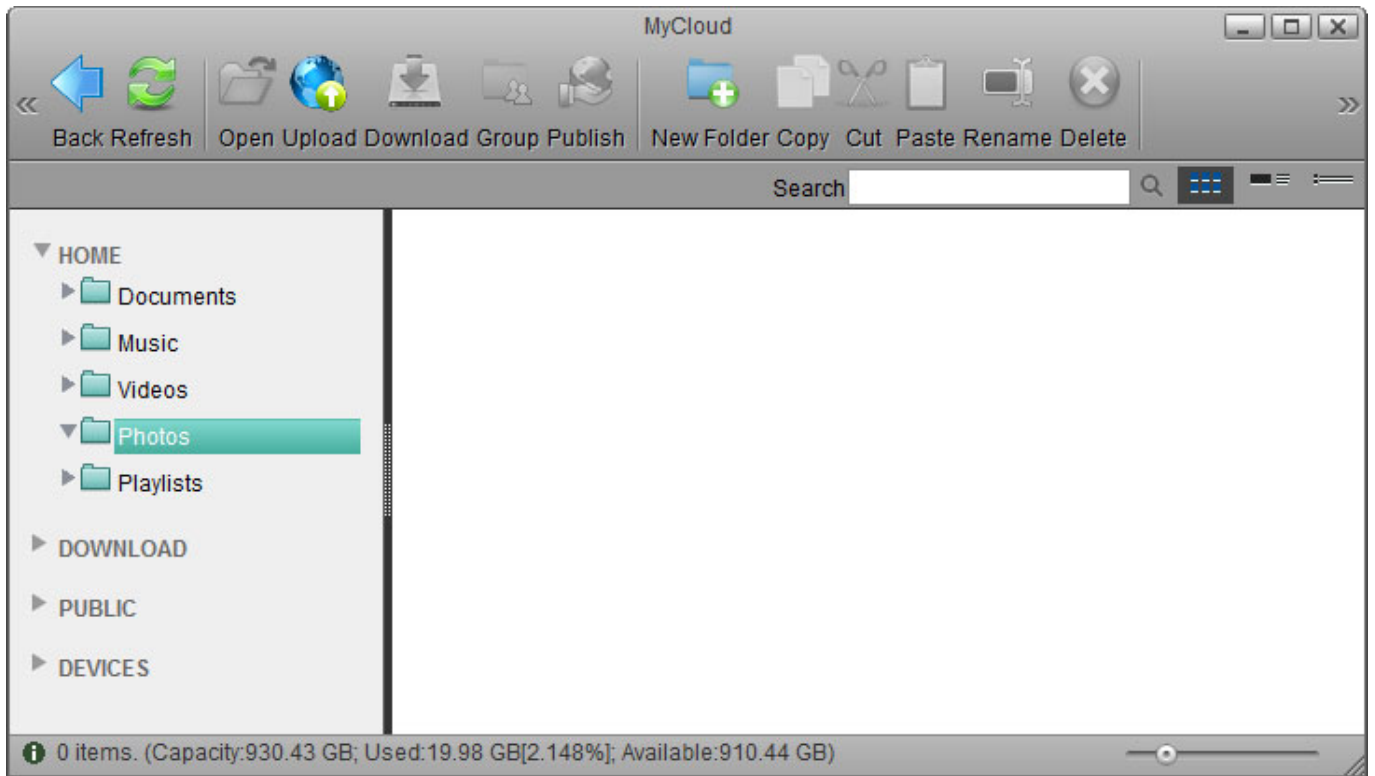 MyCloud
Back Refresh Open Upload Download Group Publish New Folder Copy Cut Paste Rename Delete
Search
HOME
Documents
Music
Videos
Photos
Playlists
DOWNLOAD
PUBLIC
DEVICES
0 items. (Capacity:930.43 GB; Used:19.98 GB[2.148%]; Available:910.44 GB)